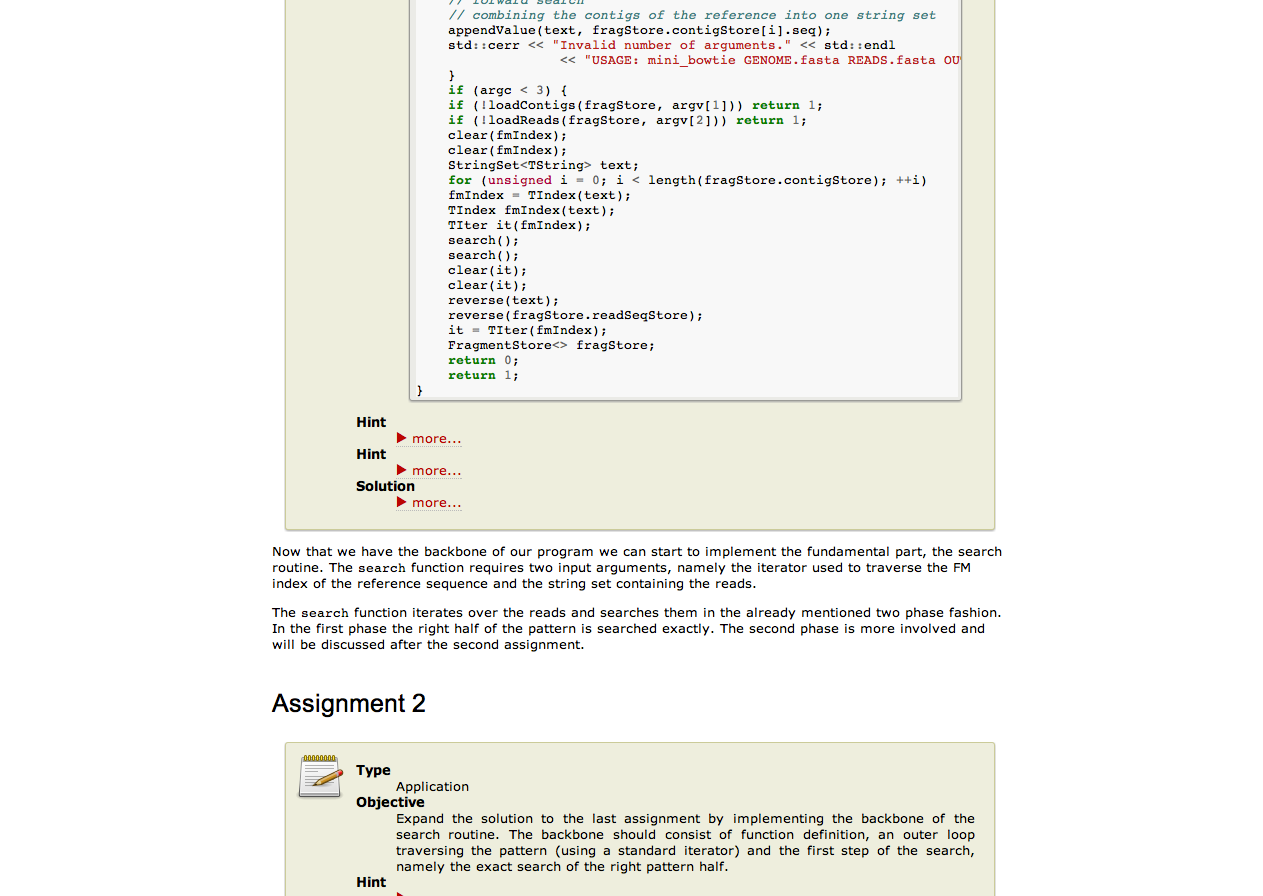 // forward search
// combining the contigs of the reference into one string set
appendValue(text, fragStore.contigStore[i].seq);
std::cerr << "Invalid number of arguments." << std::endl
<< "USAGE: mini_bowtie GENOME.fasta READS.fasta OU
}
if (argc < 3) {
if (!loadContigs(fragStore, argv[1])) return 1;
if (!loadReads(fragStore, argv[2])) return 1;
clear(fmIndex);
clear(fmIndex);
StringSet<TString> text;
for (unsigned i = 0; i < length(fragStore.contigStore); ++i)
fmIndex = TIndex(text);
TIndex fmIndex(text);
TIter it(fmIndex);
search();
search();
clear(it);
clear(it);
reverse(text);
reverse(fragStore.readSeqStore);
it = TIter(fmIndex);
FragmentStore<> fragStore;
return 0;
return 1;
}
Hint
more...
Hint
more...
Solution
more...
Now that we have the backbone of our program we can start to implement the fundamental part, the search
routine. The search function requires two input arguments, namely the iterator used to traverse the FM
index of the reference sequence and the string set containing the reads.
The search function iterates over the reads and searches them in the already mentioned two phase fashion.
In the first phase the right half of the pattern is searched exactly. The second phase is more involved and
will be discussed after the second assignment.
Assignment 2
Type
Application
Objective
Expand the solution to the last assignment by implementing the backbone of the
search routine. The backbone should consist of function definition, an outer loop
traversing the pattern (using a standard iterator) and the first step of the search,
namely the exact search of the right pattern half.
Hint